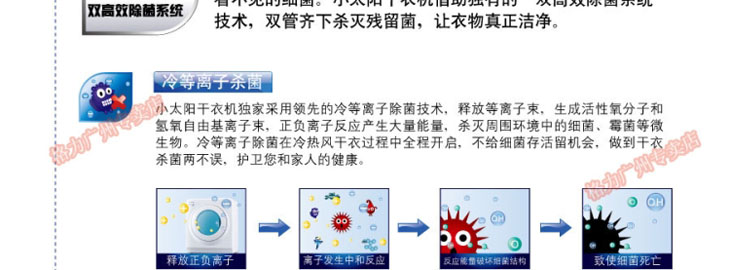 双高效除菌系统
看不见的细菌。小太阳干衣机借助独有的“双高效除菌系统”
技术，双管齐下杀灭残留菌，让衣物真正洁净。
冷等离子杀菌
小太阳干衣机独家采用领先的冷等离子除菌技术，释放等离子束，生成活性氧分子和
氢氧自由基离子束，正负离子反应产生大量能量，杀灭周围环境中的细菌、霉菌等微
生物。冷等离子除菌在冷热风干衣过程中全程开启，不给细菌存活留机会，做到干衣
杀菌两不误，护卫您和家人的健康。
格力广州专卖店
格力广州专卖店
OH
OH
释放正负离子
离子发生中和反应
反应能量破坏细菌结构
致使细菌死亡